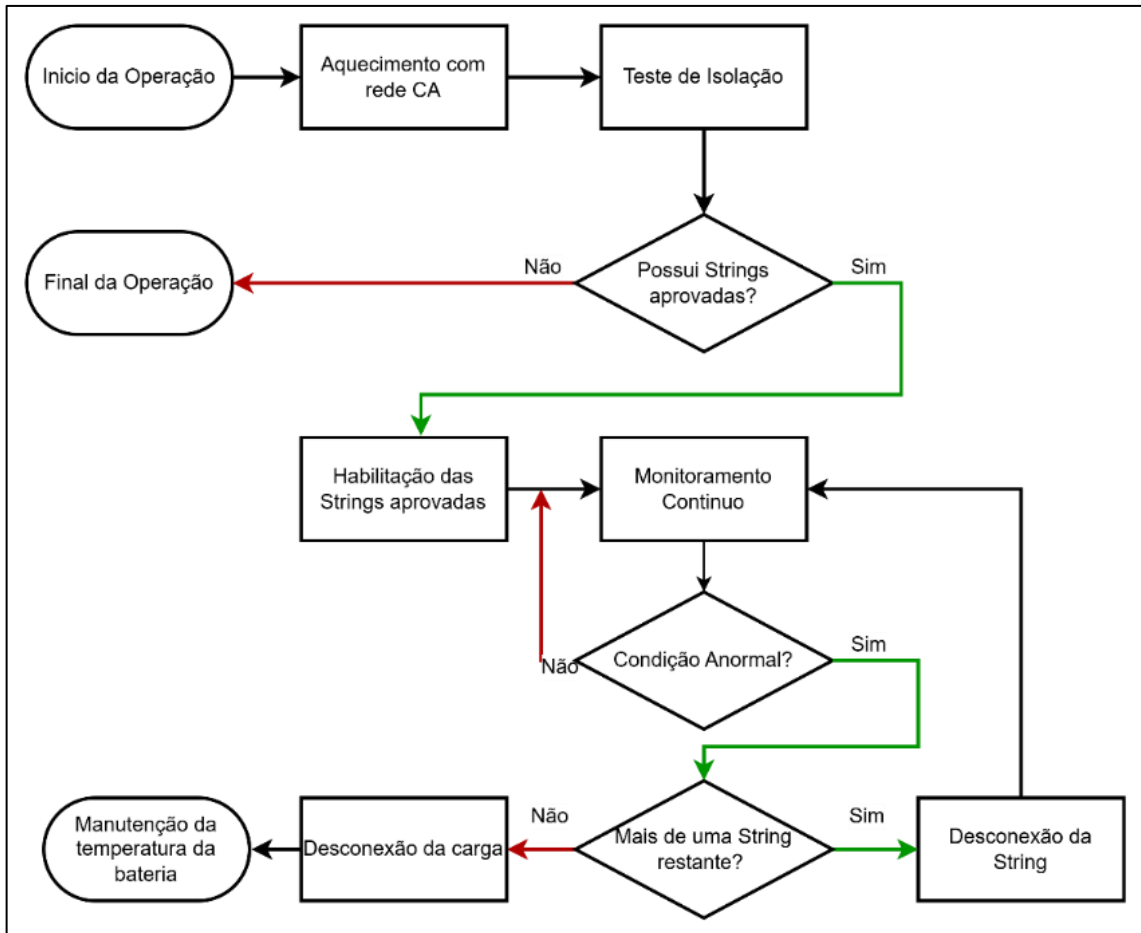 Inicio da Operação
Aquecimento com
rede CA
Teste de Isolação
Final da Operação
Não
Possui Strings
aprovadas?
Sim
Habilitação das
Strings aprovadas
Monitoramento
Continuo
Não
Condição Anormal?
Sim
Manutenção da
temperatura da
bateria
Desconexão da carga
Não
Mais de uma String
restante?
Sim
Desconexão da
String